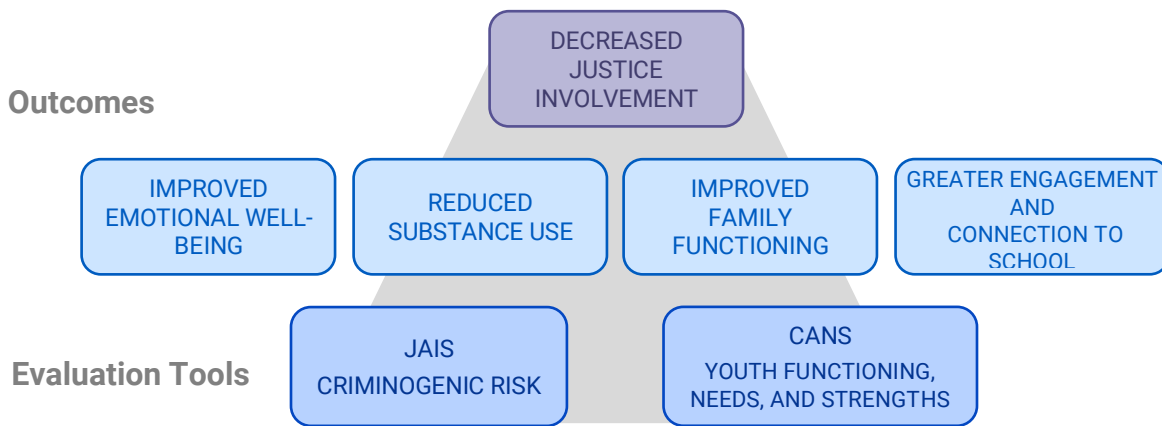 DECREASED
JUSTICE
INVOLVEMENT
Outcomes
IMPROVED
EMOTIONAL WELL-
BEING
REDUCED
SUBSTANCE USE
IMPROVED
FAMILY
FUNCTIONING
GREATER ENGAGEMENT
AND
CONNECTION TO
SCHOOL
Evaluation Tools
JAIS
CRIMINOGENIC RISK
CANS
YOUTH FUNCTIONING,
NEEDS, AND STRENGTHS